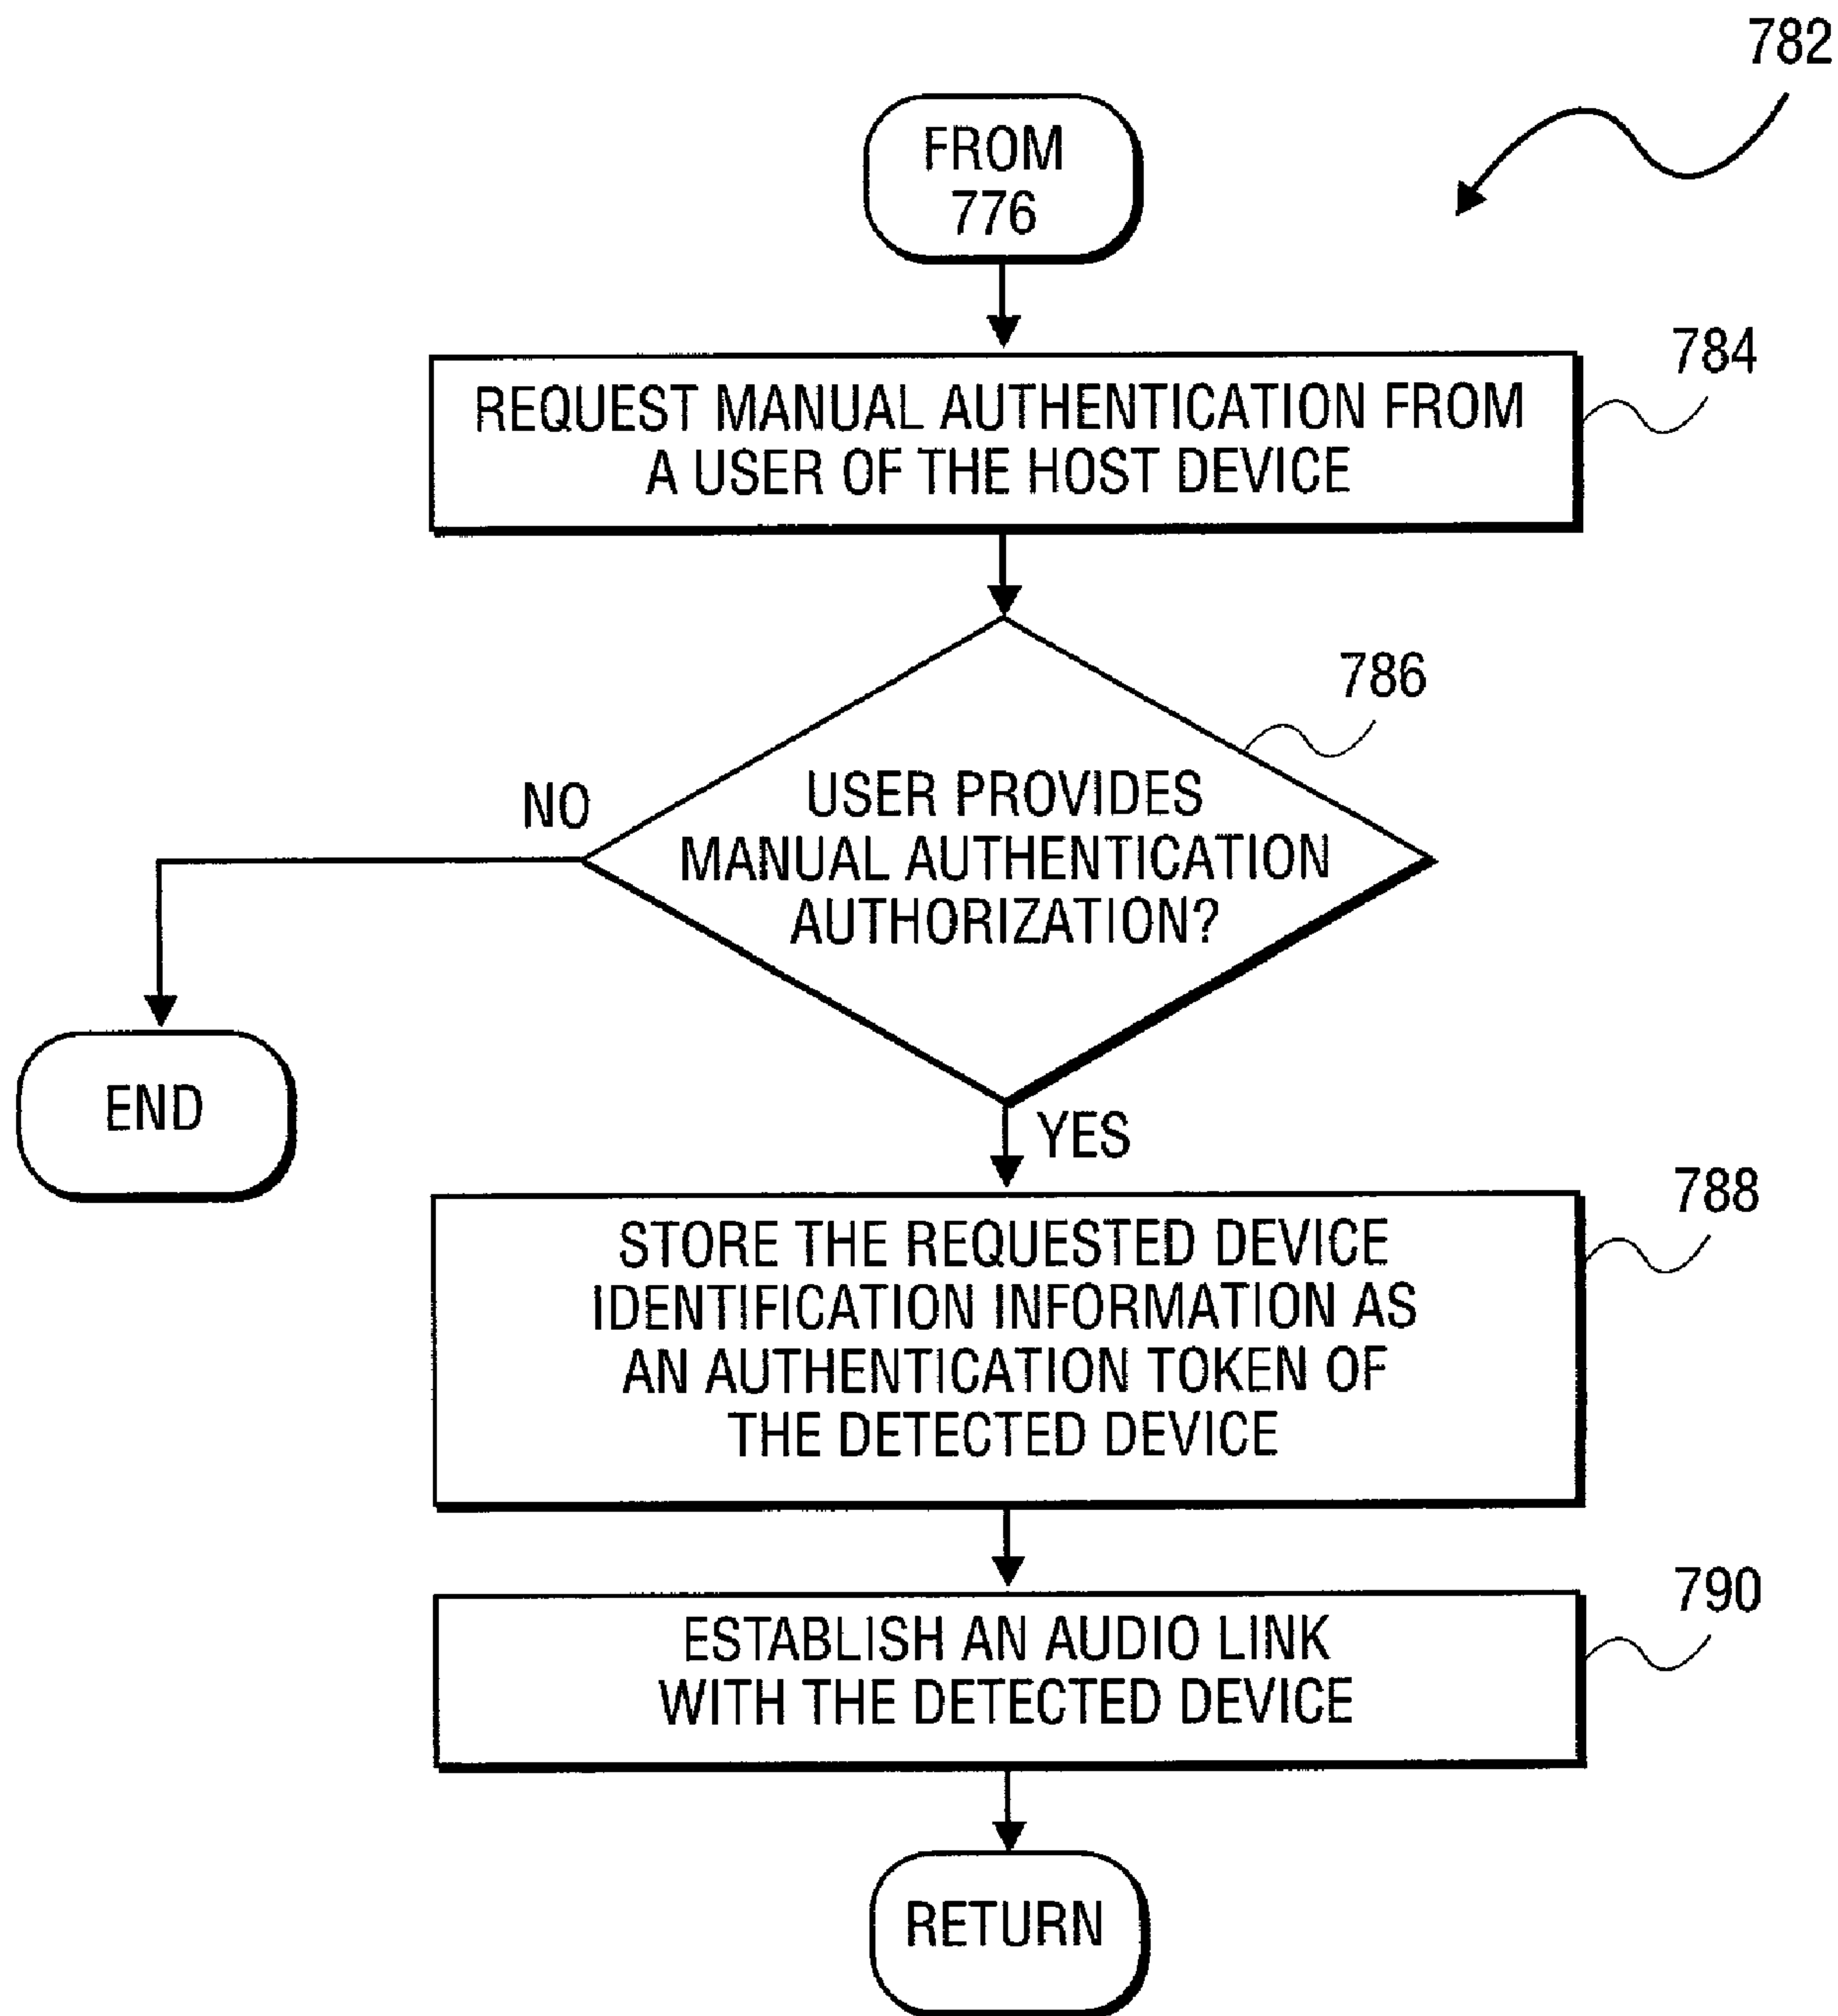 782
FROM
776
784
REQUEST MANUAL AUTHENTICATION FROM
A USER OF THE HOST DEVICE
786
USER PROVIDES
MANUAL AUTHENTICATION
AUTHORIZATION?
NO
END
YES
788
STORE THE REQUESTED DEVICE
IDENTIFICATION INFORMATION AS
AN AUTHENTICATION TOKEN OF
THE DETECTED DEVICE
790
ESTABLISH AN AUDIO LINK
WITH THE DETECTED DEVICE
RETURN